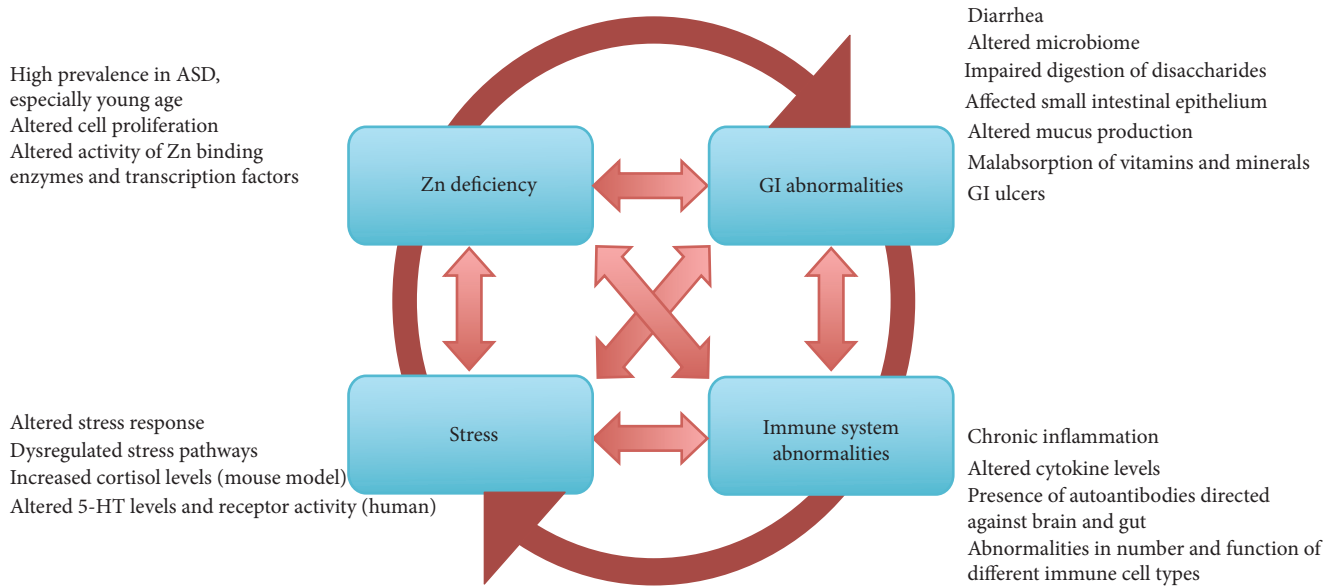 High prevalence in ASD,
especially young age
Altered cell proliferation
Altered activity of Zn binding
enzymes and transcription factors
Zn deficiency
GI abnormalities
Diarrhea
Altered microbiome
Impaired digestion of disaccharides
Affected small intestinal epithelium
Altered mucus production
Malabsorption of vitamins and minerals
GI ulcers
Altered stress response
Dysregulated stress pathways
Increased cortisol levels (mouse model)
Altered 5-HT levels and receptor activity (human)
Stress
Immune system
abnormalities
Chronic inflammation
Altered cytokine levels
Presence of autoantibodies directed
against brain and gut
Abnormalities in number and function of
different immune cell types